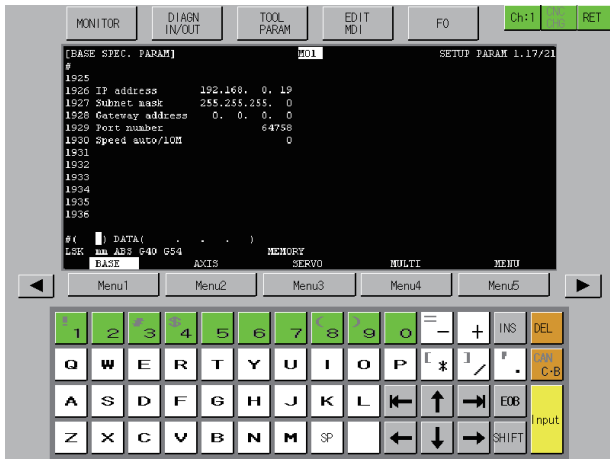 MONITOR DIAGN IN/OUT TOOL PARAM EDIT MDI F0 Ch:1 CNC CHG RET
[BASE SPEC. PARAM] M01 SETUP PARAM 1.17/21
#
1925
1926 IP address 192.168. 0. 19
1927 Subnet mask 255.255.255. 0
1928 Gateway address 0. 0. 0. 0
1929 Port number 64758
1930 Speed auto/10M 0
1931
1932
1933
1934
1935
1936
#( ) DATA( . . . )
LSK mm ABS G40 G54 MEMORY
BASE AXIS SERVO MULTI MENU
◀ Menu1 Menu2 Menu3 Menu4 Menu5 ▶
! 1 2 # 3 $ 4 5 6 7 ( 8 ) 9 0 = - + INS DEL
Q W E R T Y U I O P [ * ] / " . CAN C·B
A S D F G H J K L |← ↑ →| EOB Input
Z X C V B N M SP ← ↓ → SHIFT